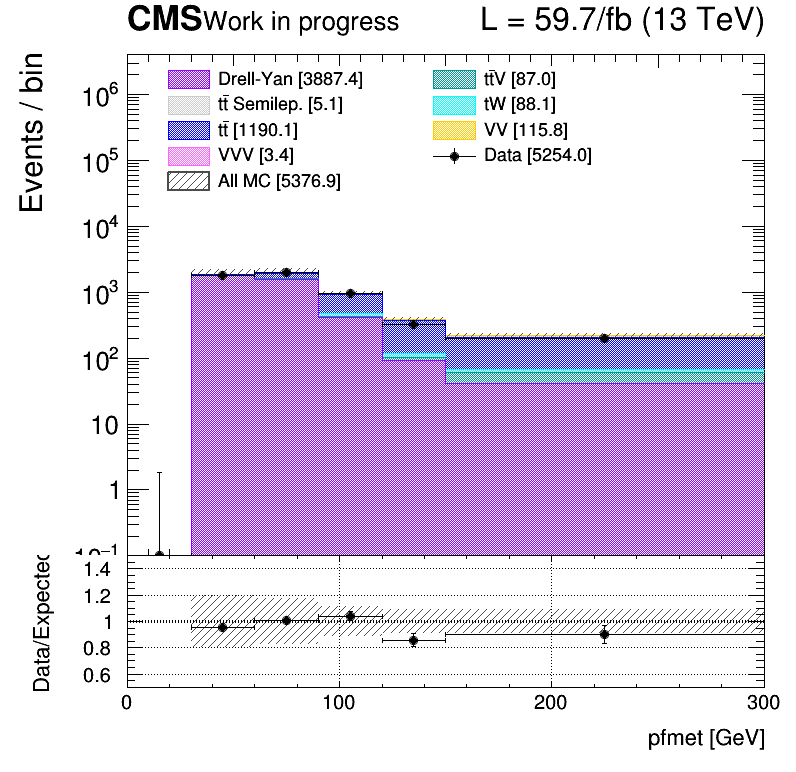 CMS Work in progress L = 59.7/fb (13 TeV)
Events / bin
Drell-Yan [3887.4] tt̄V [87.0]
tt̄ Semilep. [5.1] tW [88.1]
tt̄ [1190.1] VV [115.8]
VVV [3.4] Data [5254.0]
All MC [5376.9]
10⁶
10⁵
10⁴
10³
10²
10
1
10⁻¹
Data/Expected
1.4
1.2
1
0.8
0.6
0 100 200 300
pfmet [GeV]